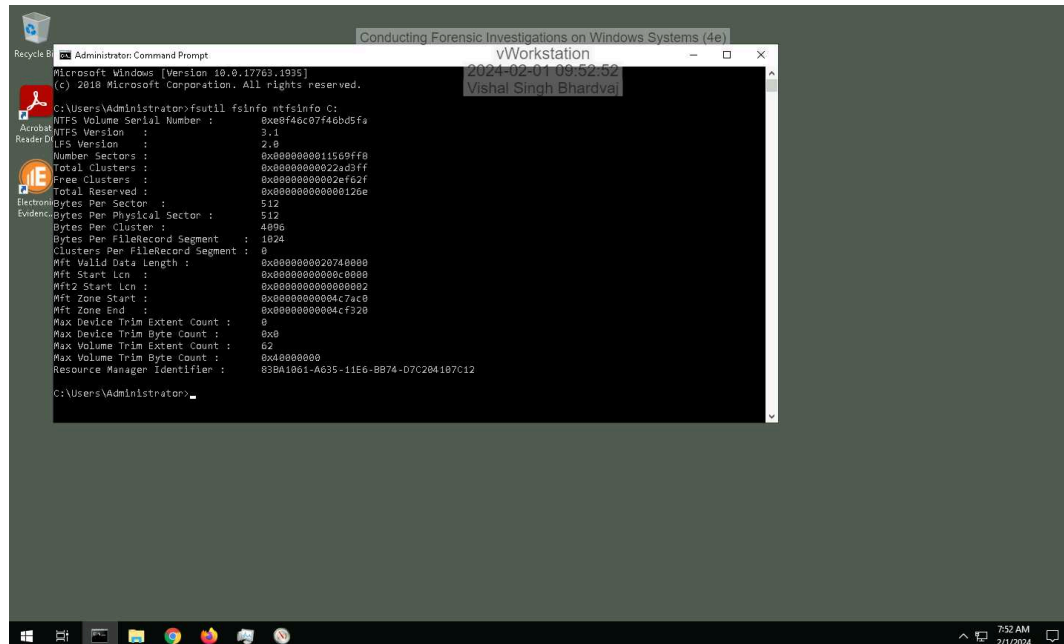 Conducting Forensic Investigations on Windows Systems (4e)
vWorkstation
2024-02-01 09:52:52
Vishal Singh Bhardvaj
Recycle Bi
Acrobat
Reader D
Electroni
Evidenc...
Administrator: Command Prompt
Microsoft Windows [Version 10.0.17763.1935]
(c) 2018 Microsoft Corporation. All rights reserved.
C:\Users\Administrator>fsutil fsinfo ntfsinfo C:
NTFS Volume Serial Number : 0xe8f46c07f46bd5fa
NTFS Version : 3.1
LFS Version : 2.0
Number Sectors : 0x0000000011569ff8
Total Clusters : 0x00000000022ad3ff
Free Clusters : 0x00000000002ef62f
Total Reserved : 0x000000000000126e
Bytes Per Sector : 512
Bytes Per Physical Sector : 512
Bytes Per Cluster : 4096
Bytes Per FileRecord Segment : 1024
Clusters Per FileRecord Segment : 0
Mft Valid Data Length : 0x0000000020740000
Mft Start Lcn : 0x00000000000c0000
Mft2 Start Lcn : 0x0000000000000002
Mft Zone Start : 0x00000000004c7ac0
Mft Zone End : 0x00000000004cf320
Max Device Trim Extent Count : 0
Max Device Trim Byte Count : 0x0
Max Volume Trim Extent Count : 62
Max Volume Trim Byte Count : 0x40000000
Resource Manager Identifier : 83BA1061-A635-11E6-BB74-D7C204107C12
C:\Users\Administrator>
7:52 AM
2/1/2024